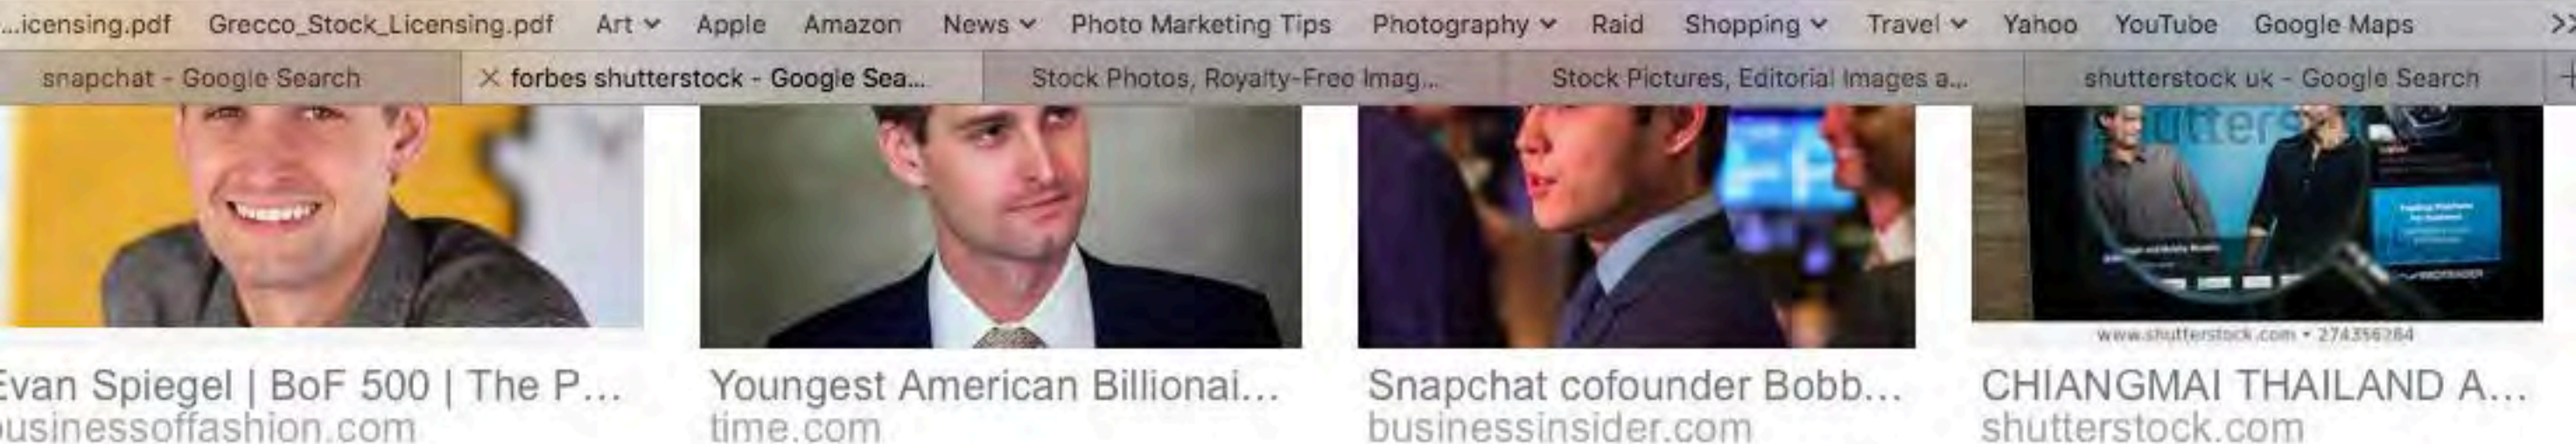 ...icensing.pdf Grecco_Stock_Licensing.pdf Art Apple Amazon News Photo Marketing Tips Photography Raid Shopping Travel Yahoo YouTube Google Maps >>
snapchat - Google Search × forbes shutterstock - Google Sea... Stock Photos, Royalty-Free Imag... Stock Pictures, Editorial Images a... shutterstock uk - Google Search +
utters
www.shutterstock.com • 274356284
Evan Spiegel | BoF 500 | The P... Youngest American Billionai... Snapchat cofounder Bobb... CHIANGMAI THAILAND A...
businessoffashion.com time.com businessinsider.com shutterstock.com